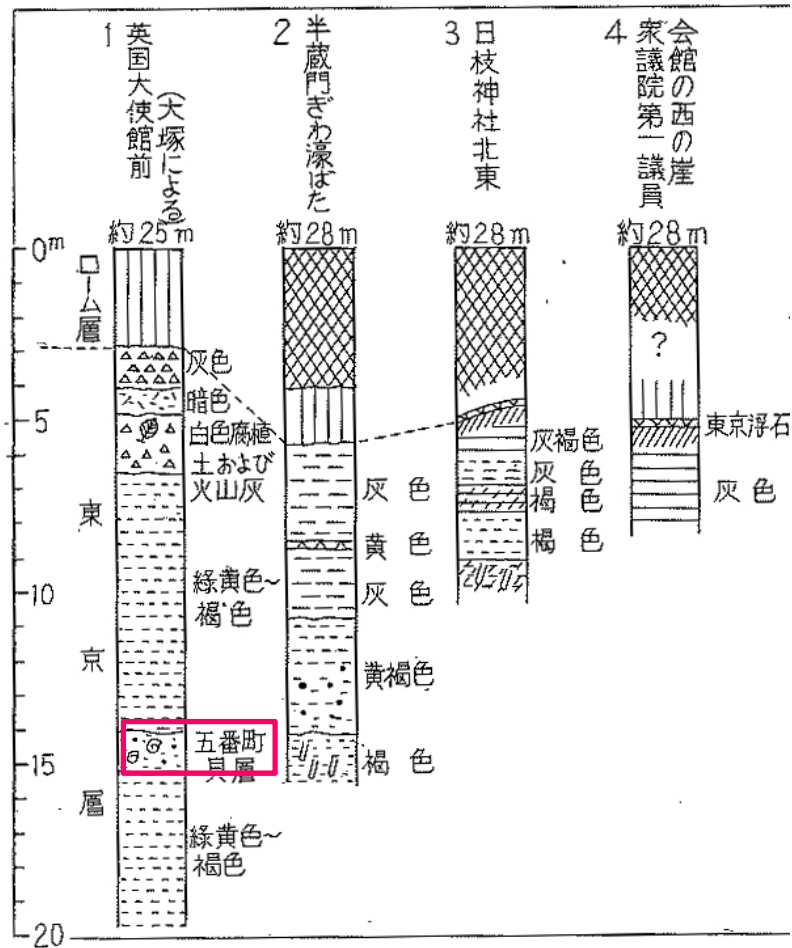 1 英国大使館前
(大塚による)
2 半蔵門ぎわ濠ばた
3 日枝神社北東
4 衆議院第一議員
会館の西の崖
約25m
約28m
約28m
約28m
0m
5
10
15
20
ローム層
東京層
灰色
暗色
白色腐植
土および
火山灰
緑黄色~
褐色
五番町
貝層
緑黄色~
褐色
灰色
黄色
灰色
黄褐色
褐色
灰褐色
灰色
褐色
褐色
?
東京浮石
灰色